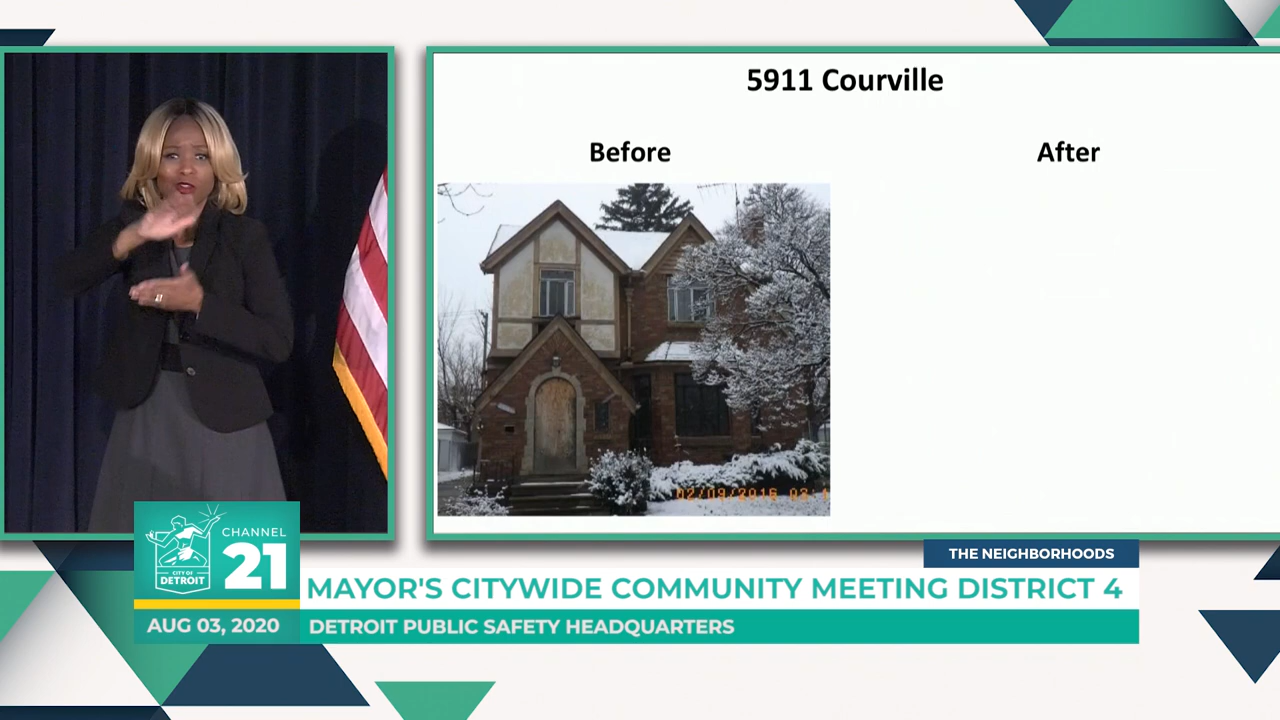 5911 Courville
Before
After
THE NEIGHBORHOODS
CHANNEL
21
CITY OF
DETROIT
MAYOR'S CITYWIDE COMMUNITY MEETING DISTRICT 4
AUG 03, 2020
DETROIT PUBLIC SAFETY HEADQUARTERS